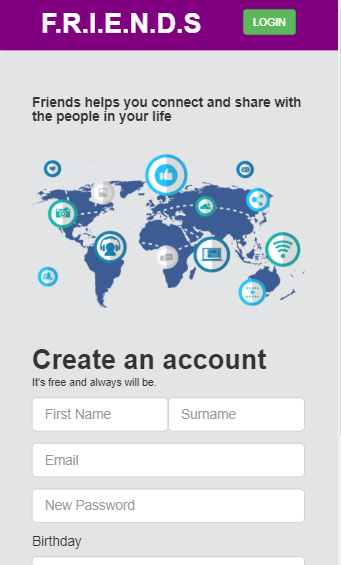 F.R.I.E.N.D.S
LOGIN
Friends helps you connect and share with
the people in your life
Create an account
It's free and always will be.
First Name
Surname
Email
New Password
Birthday